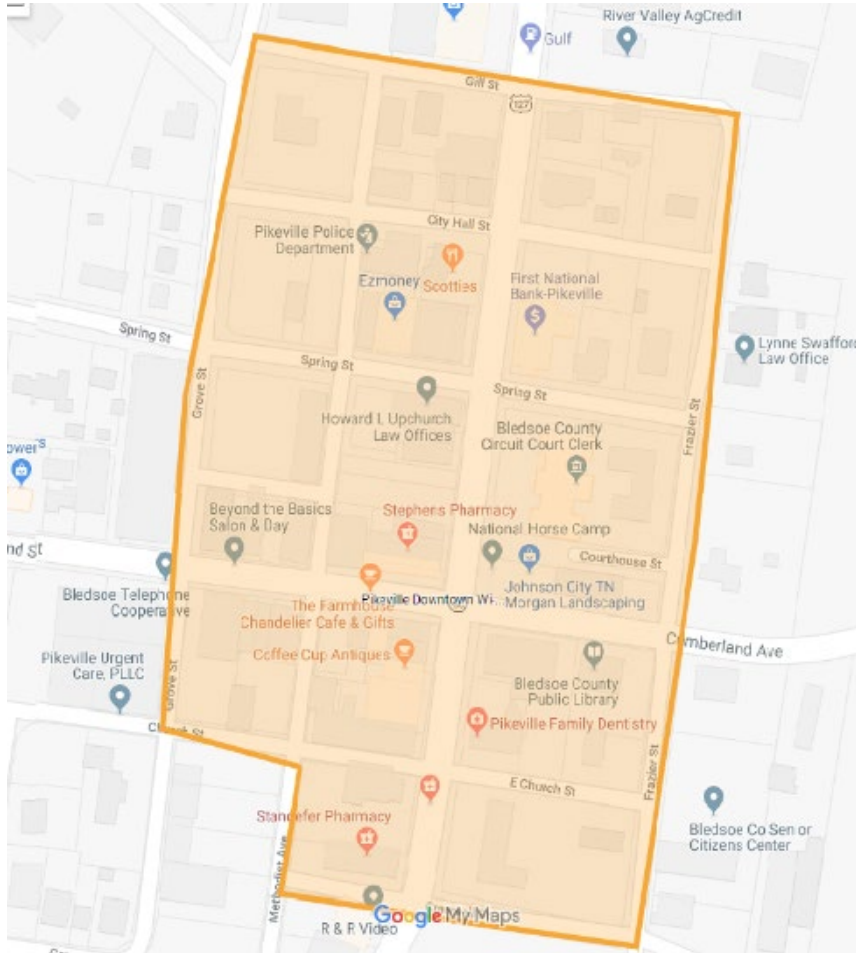 River Valley AgCredit
Gulf
Gill St
127
City Hall St
Pikeville Police
Department
Ezmoney
Scotties
First National
Bank-Pikeville
Spring St
Spring St
Spring St
Lynne Swafford
Law Office
Grove St
Frazier St
Howard L Upchurch
Law Offices
Bledsoe County
Circuit Court Clerk
owers
Beyond the Basics
Salon & Day
Stephens Pharmacy
National Horse Camp
Courthouse St
nd St
Bledsoe Telephone
Cooperative
Johnson City TN
Morgan Landscaping
Pikeville Downtown Wi
The Farmhouse
Chandelier Cafe & Gifts
Cumberland Ave
Coffee Cup Antiques
Pikeville Urgent
Care, PLLC
Bledsoe County
Public Library
Grove St
Church St
Pikeville Family Dentistry
Frazier St
E Church St
Standefer Pharmacy
Bledsoe Co Senior
Citizens Center
Methodist Ave
R & R Video
Google My Maps